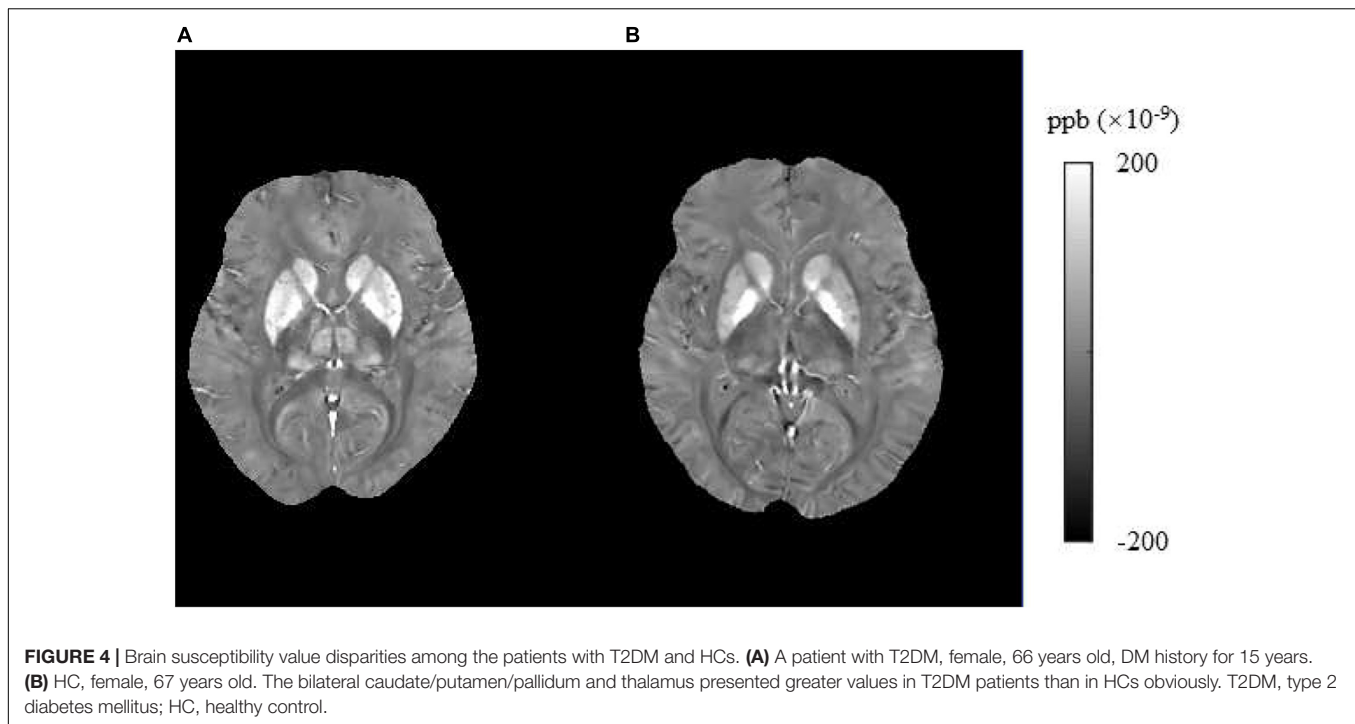 A
B
ppb (×10-9)
200
-200
FIGURE 4 | Brain susceptibility value disparities among the patients with T2DM and HCs. (A) A patient with T2DM, female, 66 years old, DM history for 15 years.
(B) HC, female, 67 years old. The bilateral caudate/putamen/pallidum and thalamus presented greater values in T2DM patients than in HCs obviously. T2DM, type 2
diabetes mellitus; HC, healthy control.